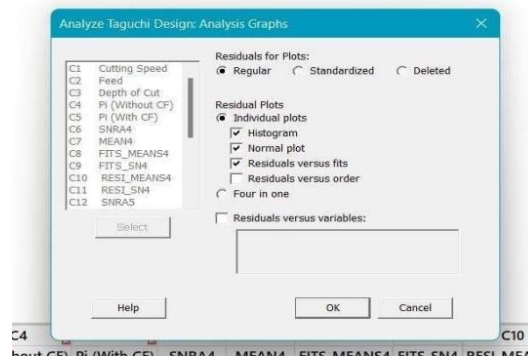 Analyze Taguchi Design: Analysis Graphs
C1 Cutting Speed
C2 Feed
C3 Depth of Cut
C4 Pi (Without CF)
C5 Pi (With CF)
C6 SNRA4
C7 MEAN4
C8 FITS_MEANS4
C9 FITS_SN4
C10 RESI_MEANS4
C11 RESI_SN4
C12 SNRA5
Select
Residuals for Plots:
Regular Standardized Deleted
Residual Plots
Individual plots
Histogram
Normal plot
Residuals versus fits
Residuals versus order
Four in one
Residuals versus variables:
Help OK Cancel
C4 C10
CF) Pi (With CF) SNRA4 MEAN4 FITS_MEANS4 FITS_SN4